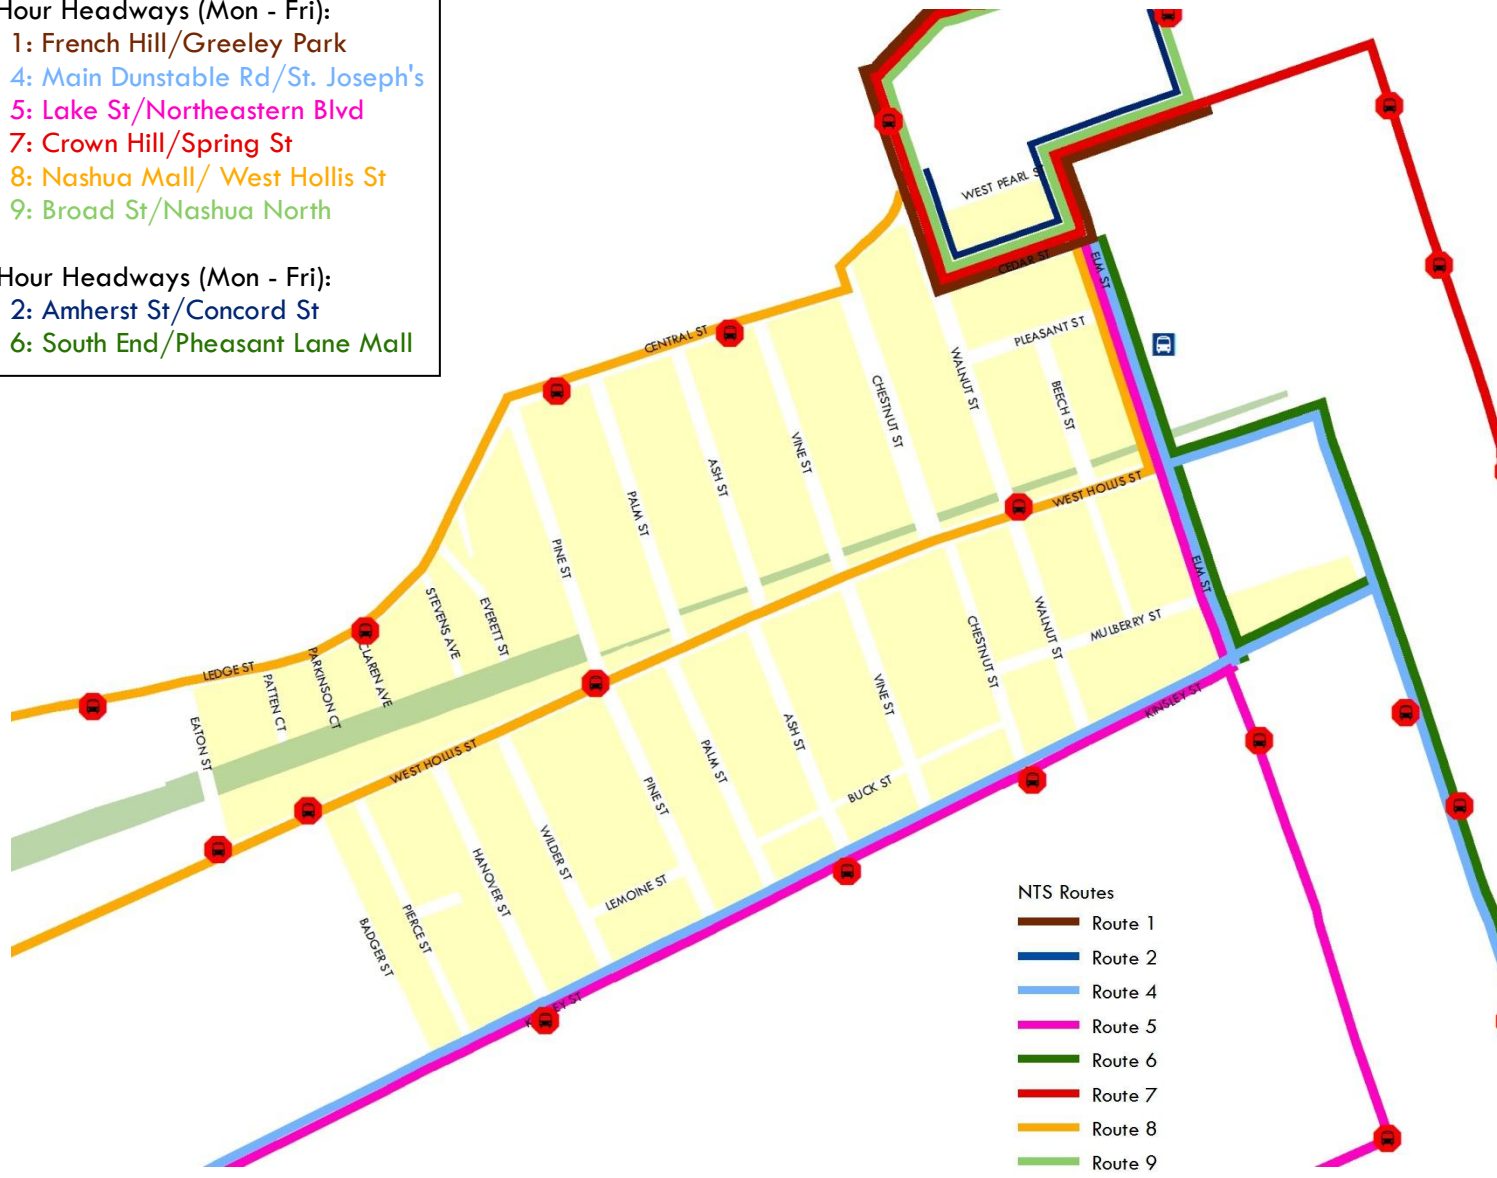 Hour Headways (Mon - Fri):
1: French Hill/Greeley Park
4: Main Dunstable Rd/St. Joseph's
5: Lake St/Northeastern Blvd
7: Crown Hill/Spring St
8: Nashua Mall/ West Hollis St
9: Broad St/Nashua North
Hour Headways (Mon - Fri):
2: Amherst St/Concord St
6: South End/Pheasant Lane Mall
WEST PEARL
CEDAR ST
ELM ST
PLEASANT ST
CENTRAL ST
WALNUT ST
CHESTNUT ST
BEECH ST
VINE ST
ASH ST
PALM ST
PINE ST
WEST HOLLIS ST
ELM ST
STEVENS AVE
EVERETT ST
MULBERRY ST
WALNUT ST
CHESTNUT ST
LEDGE ST
PATTEN CT
PARKINSON CT
CLAREN AVE
EATON ST
VINE ST
ASH ST
PALM ST
PINE ST
KINSLEY ST
WEST HOLLIS ST
BUCK ST
WILDER ST
HANOVER ST
LEMOINE ST
PIERCE ST
BADGER ST
EY ST
NTS Routes
Route 1
Route 2
Route 4
Route 5
Route 6
Route 7
Route 8
Route 9